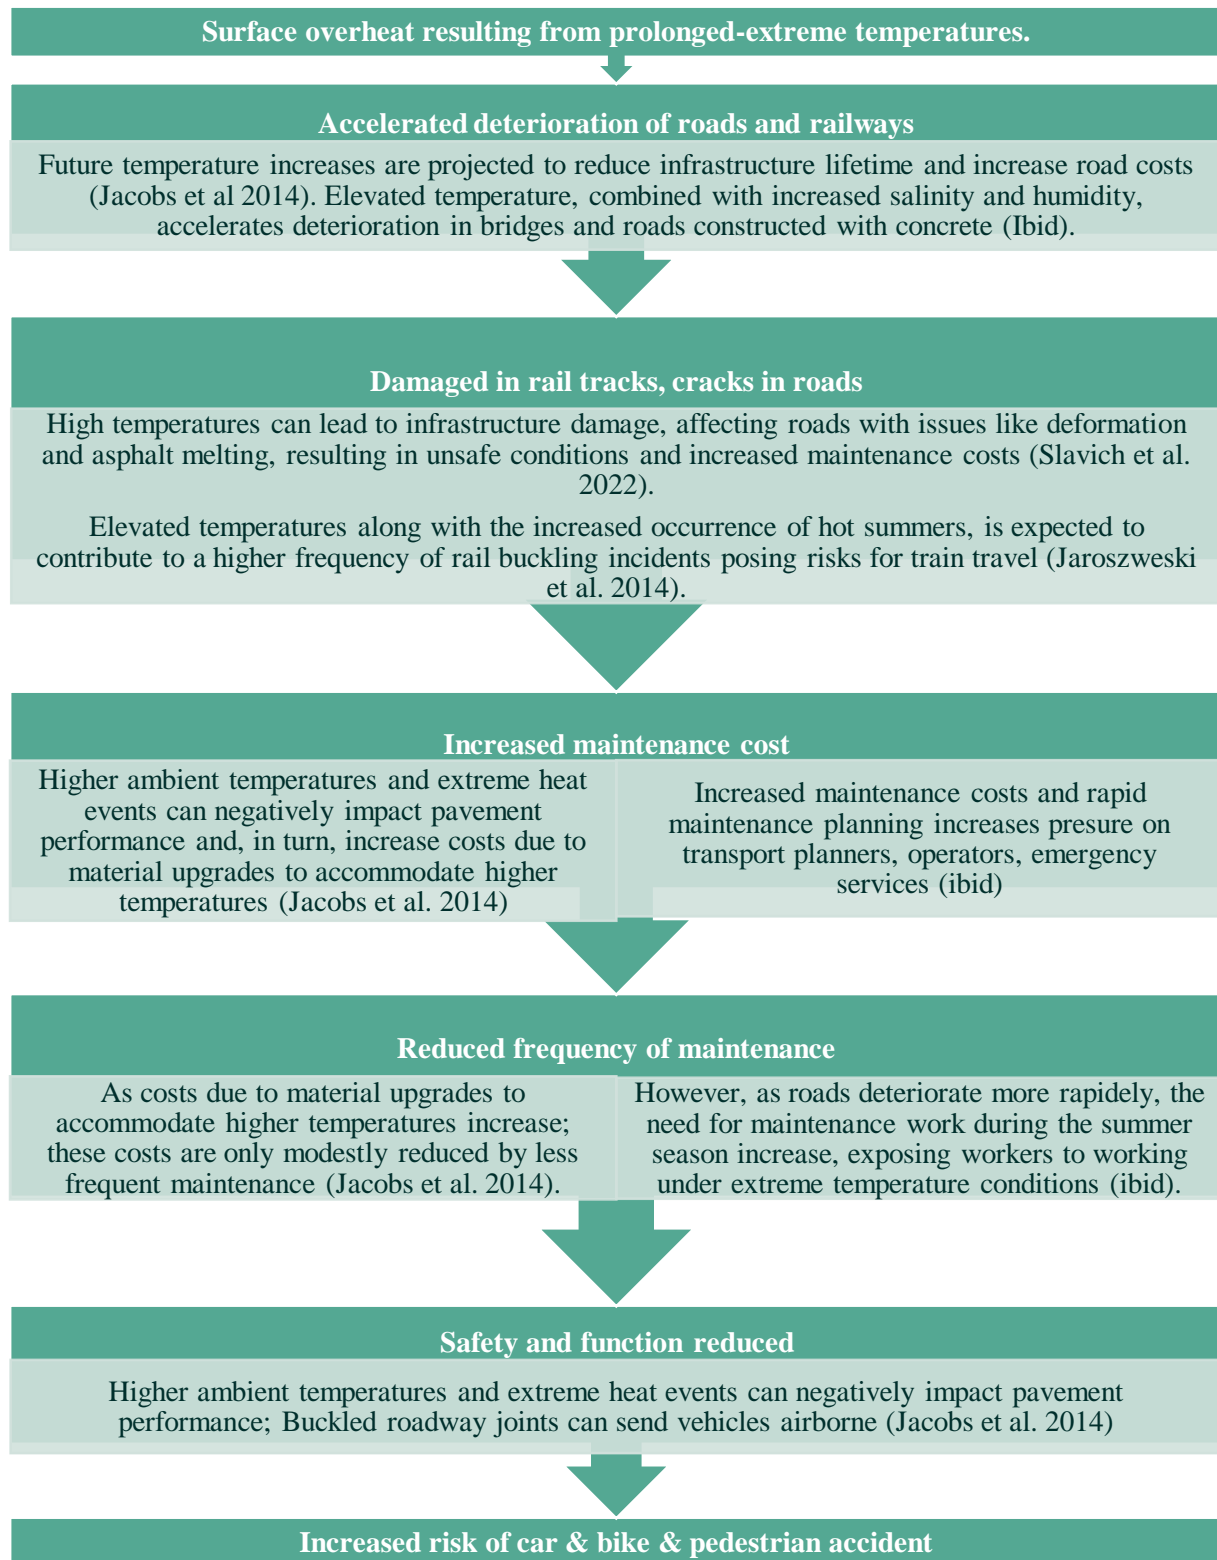 Surface overheat resulting from prolonged-extreme temperatures.
Accelerated deterioration of roads and railways
Future temperature increases are projected to reduce infrastructure lifetime and increase road costs
(Jacobs et al 2014). Elevated temperature, combined with increased salinity and humidity,
accelerates deterioration in bridges and roads constructed with concrete (Ibid).
Damaged in rail tracks, cracks in roads
High temperatures can lead to infrastructure damage, affecting roads with issues like deformation
and asphalt melting, resulting in unsafe conditions and increased maintenance costs (Slavich et al.
2022).
Elevated temperatures along with the increased occurrence of hot summers, is expected to
contribute to a higher frequency of rail buckling incidents posing risks for train travel (Jaroszweski
et al. 2014).
Increased maintenance cost
Higher ambient temperatures and extreme heat
events can negatively impact pavement
performance and, in turn, increase costs due to
material upgrades to accommodate higher
temperatures (Jacobs et al. 2014)
Increased maintenance costs and rapid
maintenance planning increases presure on
transport planners, operators, emergency
services (ibid)
Reduced frequency of maintenance
As costs due to material upgrades to
accommodate higher temperatures increase;
these costs are only modestly reduced by less
frequent maintenance (Jacobs et al. 2014).
However, as roads deteriorate more rapidly, the
need for maintenance work during the summer
season increase, exposing workers to working
under extreme temperature conditions (ibid).
Safety and function reduced
Higher ambient temperatures and extreme heat events can negatively impact pavement
performance; Buckled roadway joints can send vehicles airborne (Jacobs et al. 2014)
Increased risk of car & bike & pedestrian accident